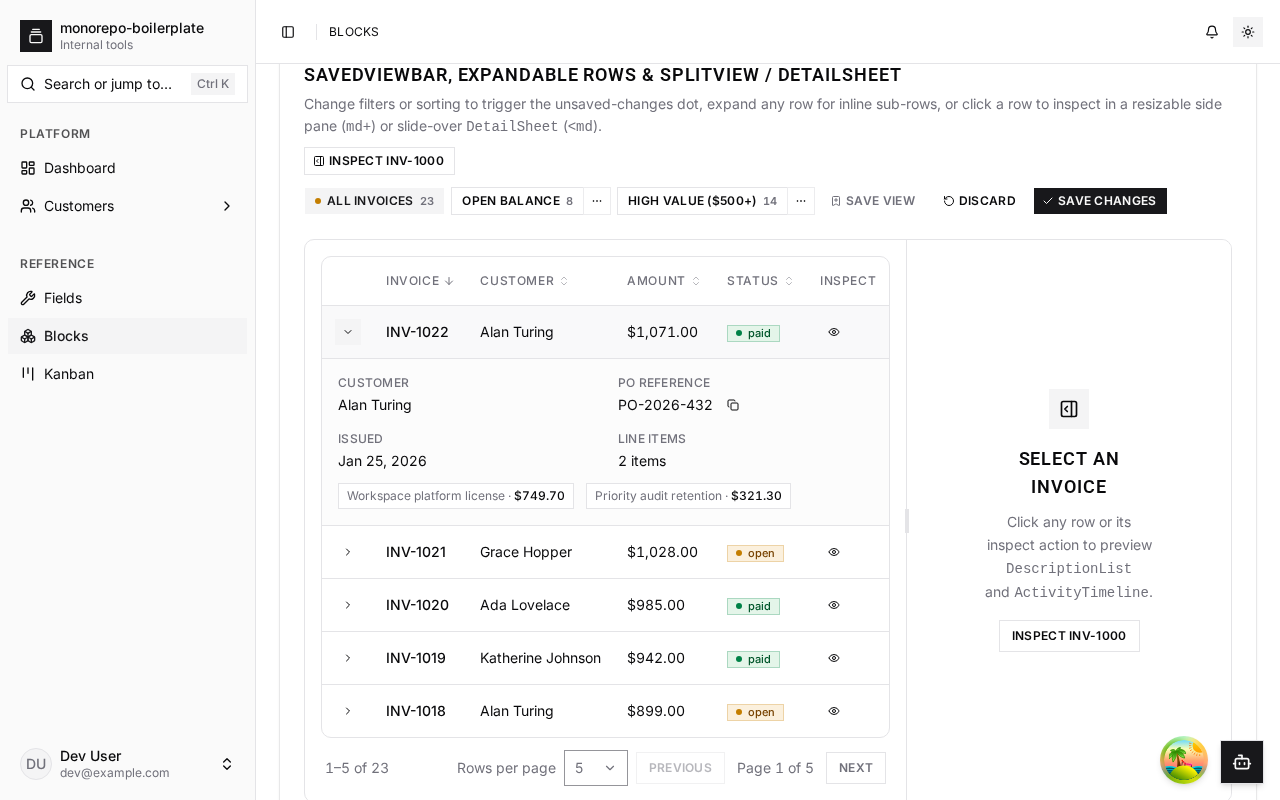 monorepo-boilerplate
Internal tools
Search or jump to...
Ctrl K
PLATFORM
Dashboard
Customers
REFERENCE
Fields
Blocks
Kanban
DU
Dev User
dev@example.com
BLOCKS
SAVEDVIEWBAR, EXPANDABLE ROWS & SPLITVIEW / DETAILSHEET
Change filters or sorting to trigger the unsaved-changes dot, expand any row for inline sub-rows, or click a row to inspect in a resizable side
pane (md+) or slide-over DetailSheet (<md).
INSPECT INV-1000
ALL INVOICES 23
OPEN BALANCE 8 ...
HIGH VALUE ($500+) 14 ...
SAVE VIEW
DISCARD
SAVE CHANGES
INVOICE CUSTOMER AMOUNT STATUS INSPECT
INV-1022 Alan Turing $1,071.00 paid
CUSTOMER PO REFERENCE
Alan Turing PO-2026-432
ISSUED LINE ITEMS
Jan 25, 2026 2 items
Workspace platform license · $749.70 Priority audit retention · $321.30
INV-1021 Grace Hopper $1,028.00 open
INV-1020 Ada Lovelace $985.00 paid
INV-1019 Katherine Johnson $942.00 paid
INV-1018 Alan Turing $899.00 open
1–5 of 23 Rows per page 5 PREVIOUS Page 1 of 5 NEXT
SELECT AN
INVOICE
Click any row or its
inspect action to preview
DescriptionList
and ActivityTimeline.
INSPECT INV-1000